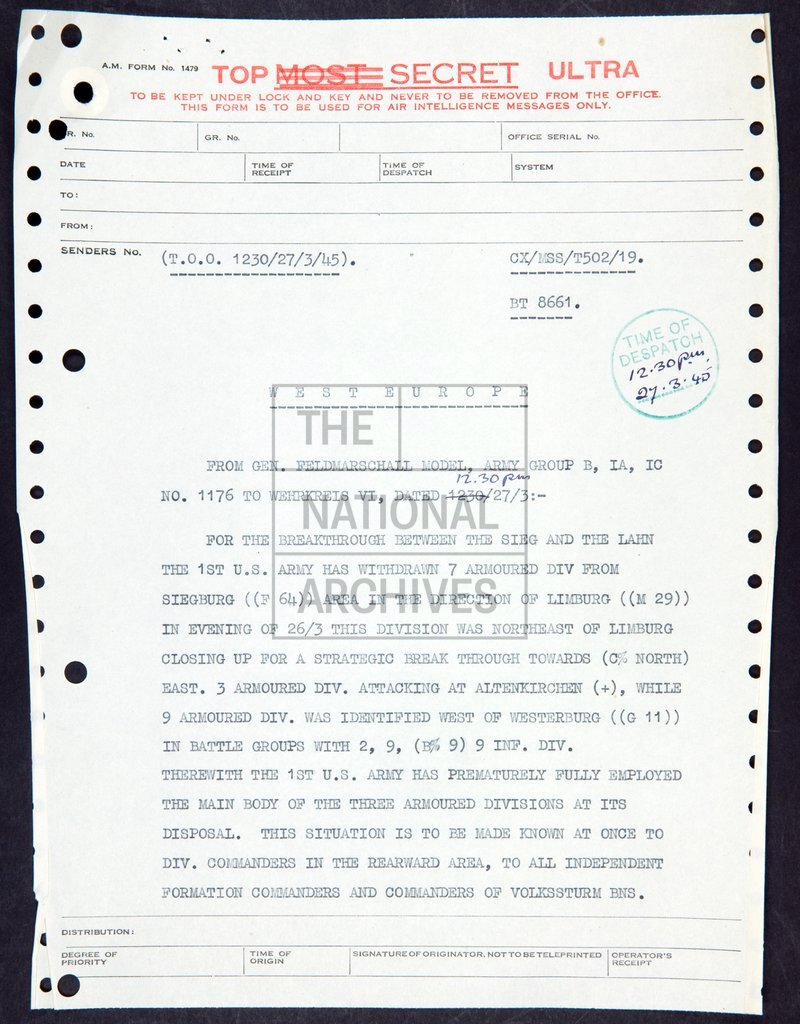 A.M. FORM No. 1479
TOP MOST SECRET ULTRA
TO BE KEPT UNDER LOCK AND KEY AND NEVER TO BE REMOVED FROM THE OFFICE.
THIS FORM IS TO BE USED FOR AIR INTELLIGENCE MESSAGES ONLY.
R. No. GR. No. OFFICE SERIAL No.
DATE TIME OF RECEIPT TIME OF DESPATCH SYSTEM
TO:
FROM:
SENDERS No. (T.O.O. 1230/27/3/45). CX/MSS/T502/19.
BT 8661.
TIME OF
DESPATCH
12.30pm
27.3.45
WEST EUROPE
FROM GEN. FELDMARSCHALL MODEL, ARMY GROUP B, IA, IC
12.30pm
NO. 1176 TO WEHRKREIS VI, DATED 1230/27/3:-
FOR THE BREAKTHROUGH BETWEEN THE SIEG AND THE LAHN
THE 1ST U.S. ARMY HAS WITHDRAWN 7 ARMOURED DIV FROM
SIEGBURG ((F 64)) AREA IN THE DIRECTION OF LIMBURG ((M 29))
IN EVENING OF 26/3 THIS DIVISION WAS NORTHEAST OF LIMBURG
CLOSING UP FOR A STRATEGIC BREAK THROUGH TOWARDS (C% NORTH)
EAST. 3 ARMOURED DIV. ATTACKING AT ALTENKIRCHEN (+), WHILE
9 ARMOURED DIV. WAS IDENTIFIED WEST OF WESTERBURG ((G 11))
IN BATTLE GROUPS WITH 2, 9, (B% 9) 9 INF. DIV.
THEREWITH THE 1ST U.S. ARMY HAS PREMATURELY FULLY EMPLOYED
THE MAIN BODY OF THE THREE ARMOURED DIVISIONS AT ITS
DISPOSAL. THIS SITUATION IS TO BE MADE KNOWN AT ONCE TO
DIV. COMMANDERS IN THE REARWARD AREA, TO ALL INDEPENDENT
FORMATION COMMANDERS AND COMMANDERS OF VOLKSSTURM BNS.
THE
NATIONAL
ARCHIVES
DISTRIBUTION:
DEGREE OF PRIORITY TIME OF ORIGIN SIGNATURE OF ORIGINATOR, NOT TO BE TELEPRINTED OPERATOR'S RECEIPT